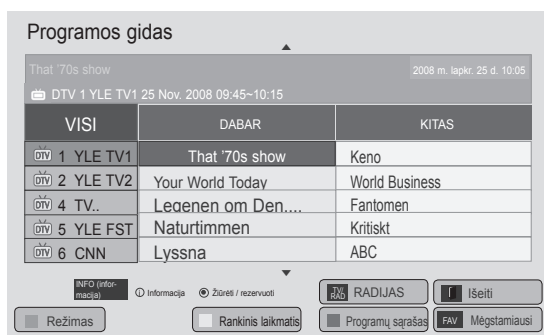 Programos gidas
That '70s show 2008 m. lapkr. 25 d. 10:05
DTV 1 YLE TV1 25 Nov. 2008 09:45~10:15
VISI DABAR KITAS
DTV 1 YLE TV1 That '70s show Keno
DTV 2 YLE TV2 Your World Today World Business
DTV 4 TV.. Legenen om Den.... Fantomen
DTV 5 YLE FST Naturtimmen Kritiskt
DTV 6 CNN Lyssna ABC
INFO (infor-
macija) i Informacija Žiūrėti / rezervuoti TV/RAD RADIJAS Išeiti
Režimas Rankinis laikmatis Programų sąrašas FAV Mėgstamiausi